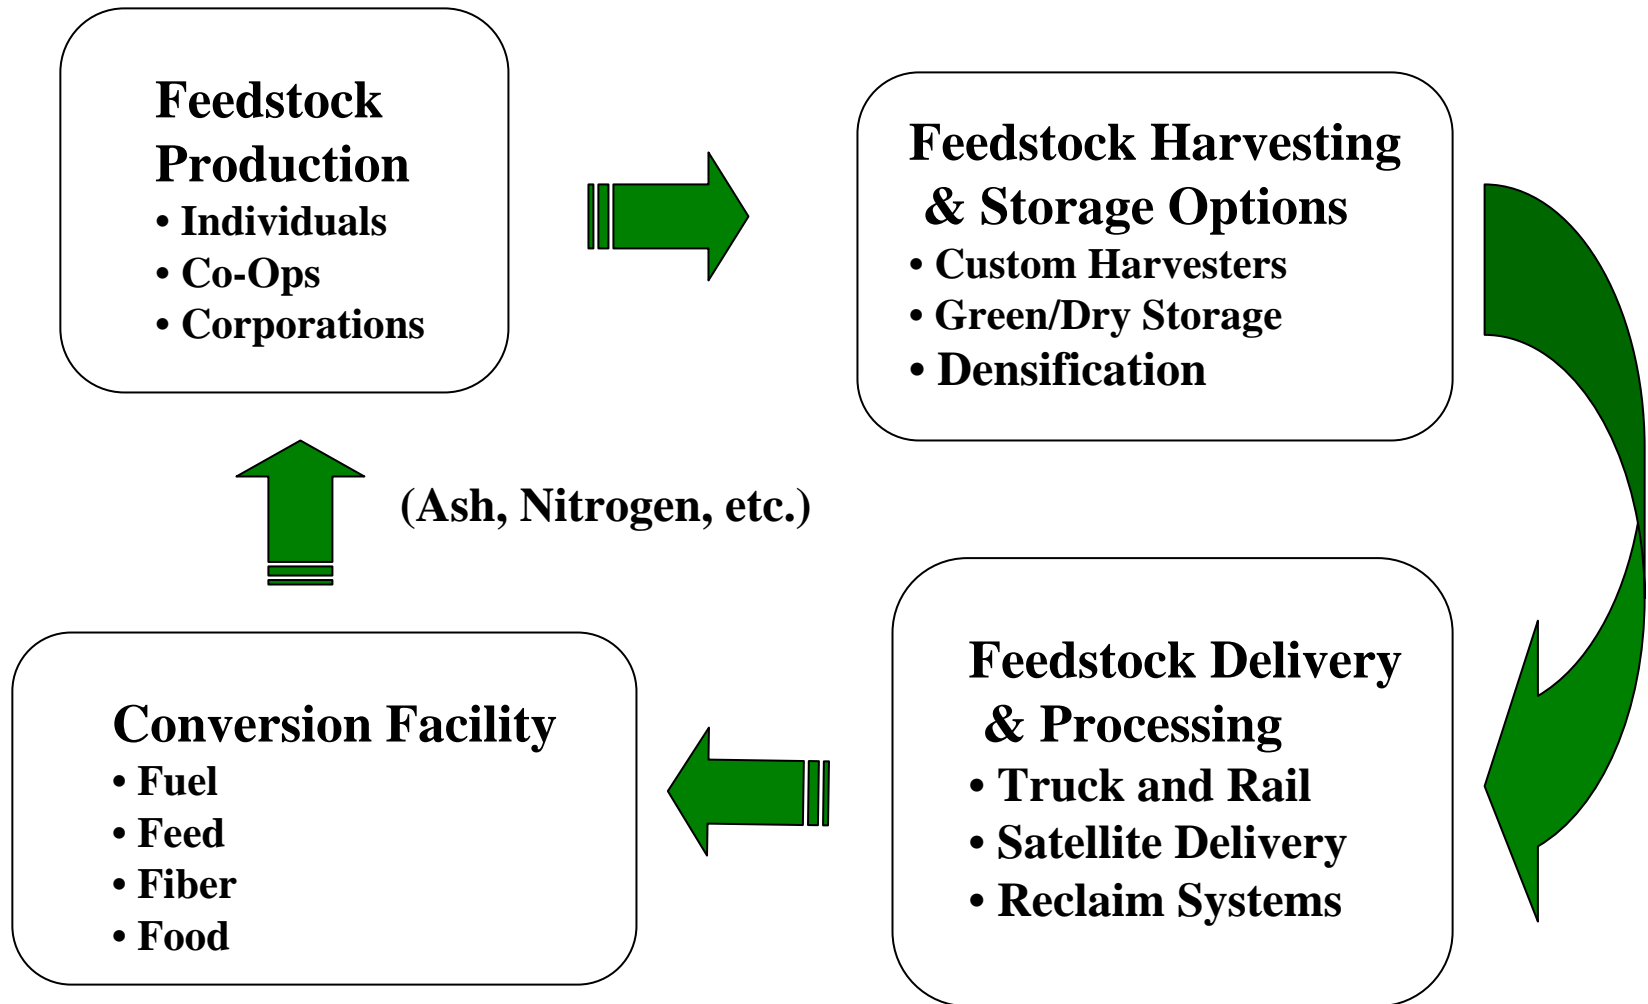 Feedstock
Production
• Individuals
• Co-Ops
• Corporations
Feedstock Harvesting
& Storage Options
• Custom Harvesters
• Green/Dry Storage
• Densification
(Ash, Nitrogen, etc.)
Feedstock Delivery
& Processing
• Truck and Rail
• Satellite Delivery
• Reclaim Systems
Conversion Facility
• Fuel
• Feed
• Fiber
• Food